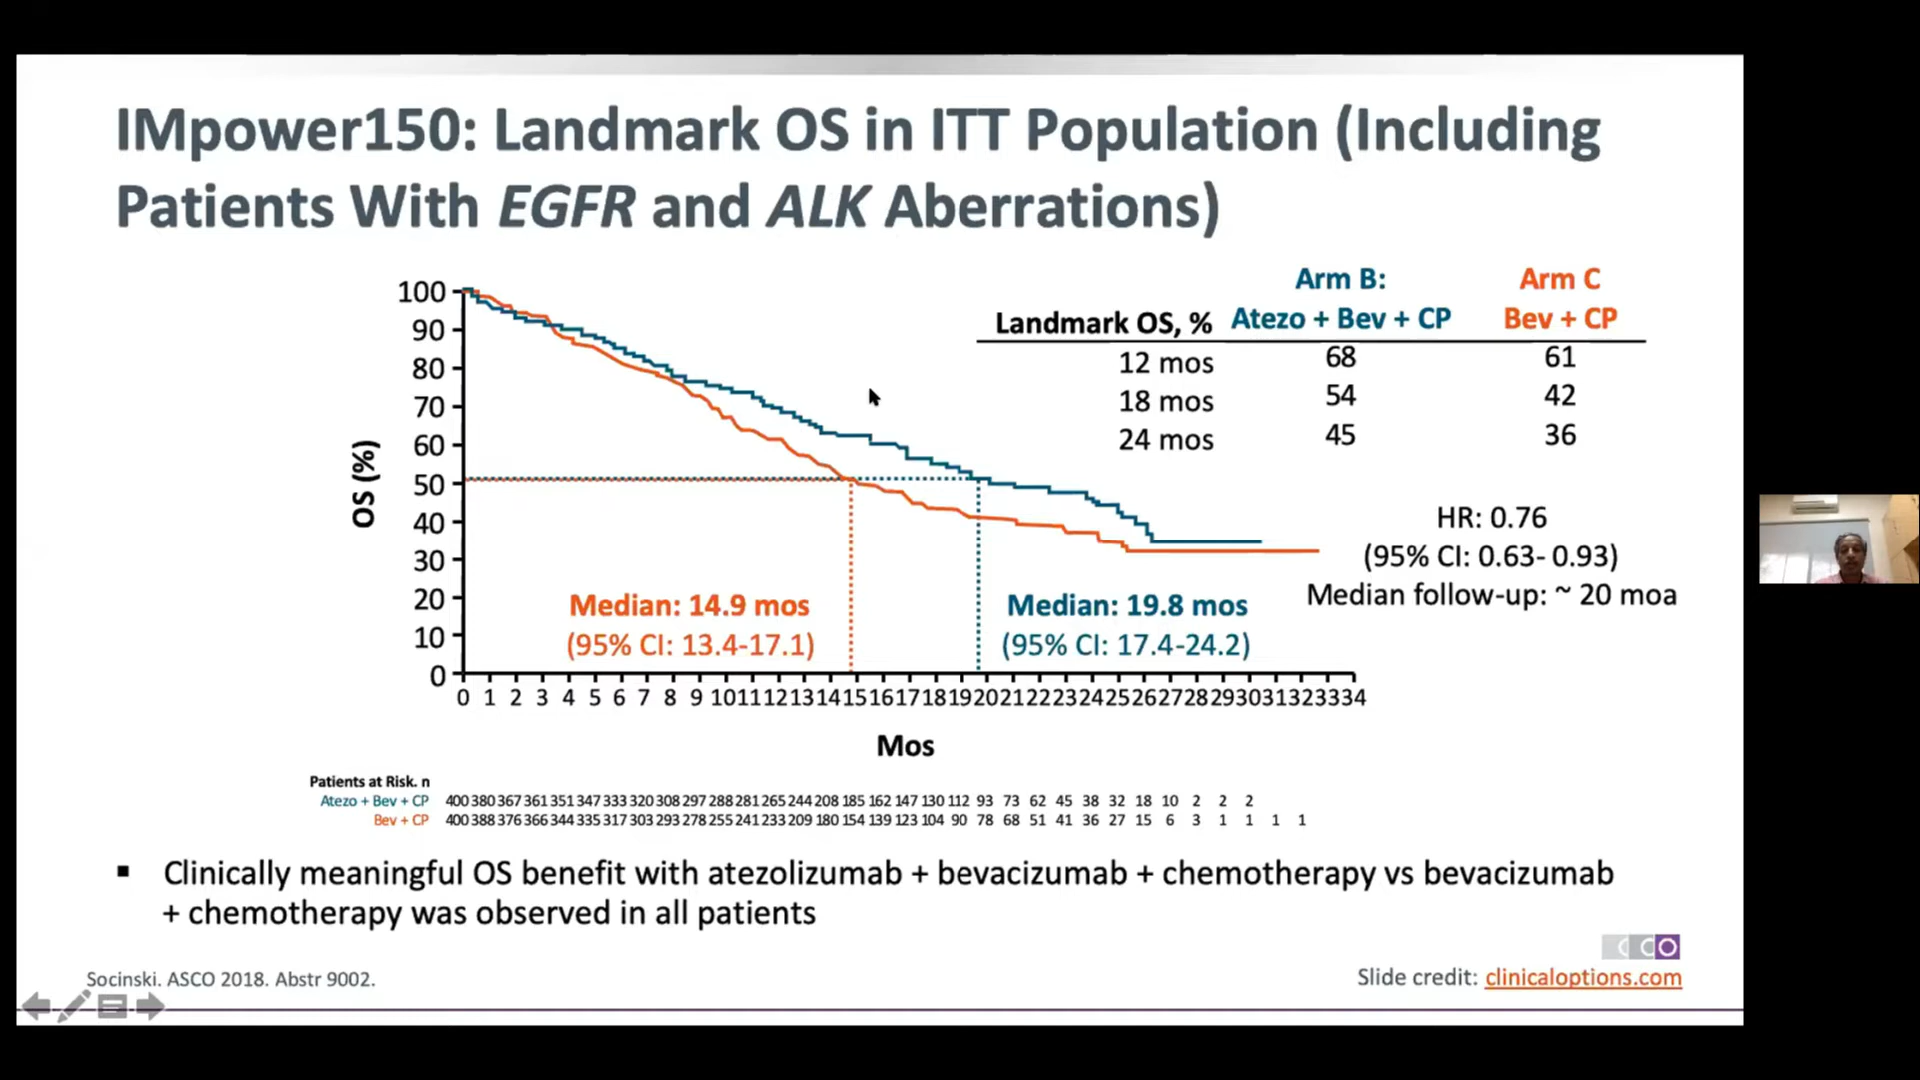 IMpower150: Landmark OS in ITT Population (Including
Patients With EGFR and ALK Aberrations)
Arm B: Arm C
Landmark OS, % Atezo + Bev + CP Bev + CP
12 mos 68 61
18 mos 54 42
24 mos 45 36
HR: 0.76
(95% CI: 0.63- 0.93)
Median follow-up: ~ 20 moa
OS (%)
100
90
80
70
60
50
40
30
20
10
0
Median: 14.9 mos
(95% CI: 13.4-17.1)
Median: 19.8 mos
(95% CI: 17.4-24.2)
0 1 2 3 4 5 6 7 8 9 10 11 12 13 14 15 16 17 18 19 20 21 22 23 24 25 26 27 28 29 30 31 32 33 34
Mos
Patients at Risk. n
Atezo + Bev + CP 400 380 367 361 351 347 333 320 308 297 288 281 265 244 208 185 162 147 130 112 93 73 62 45 38 32 18 10 2 2 2
Bev + CP 400 388 376 366 344 335 317 303 293 278 255 241 233 209 180 154 139 123 104 90 78 68 51 41 36 27 15 6 3 1 1 1 1
▪ Clinically meaningful OS benefit with atezolizumab + bevacizumab + chemotherapy vs bevacizumab
+ chemotherapy was observed in all patients
CCO
Socinski. ASCO 2018. Abstr 9002.
Slide credit: clinicaloptions.com